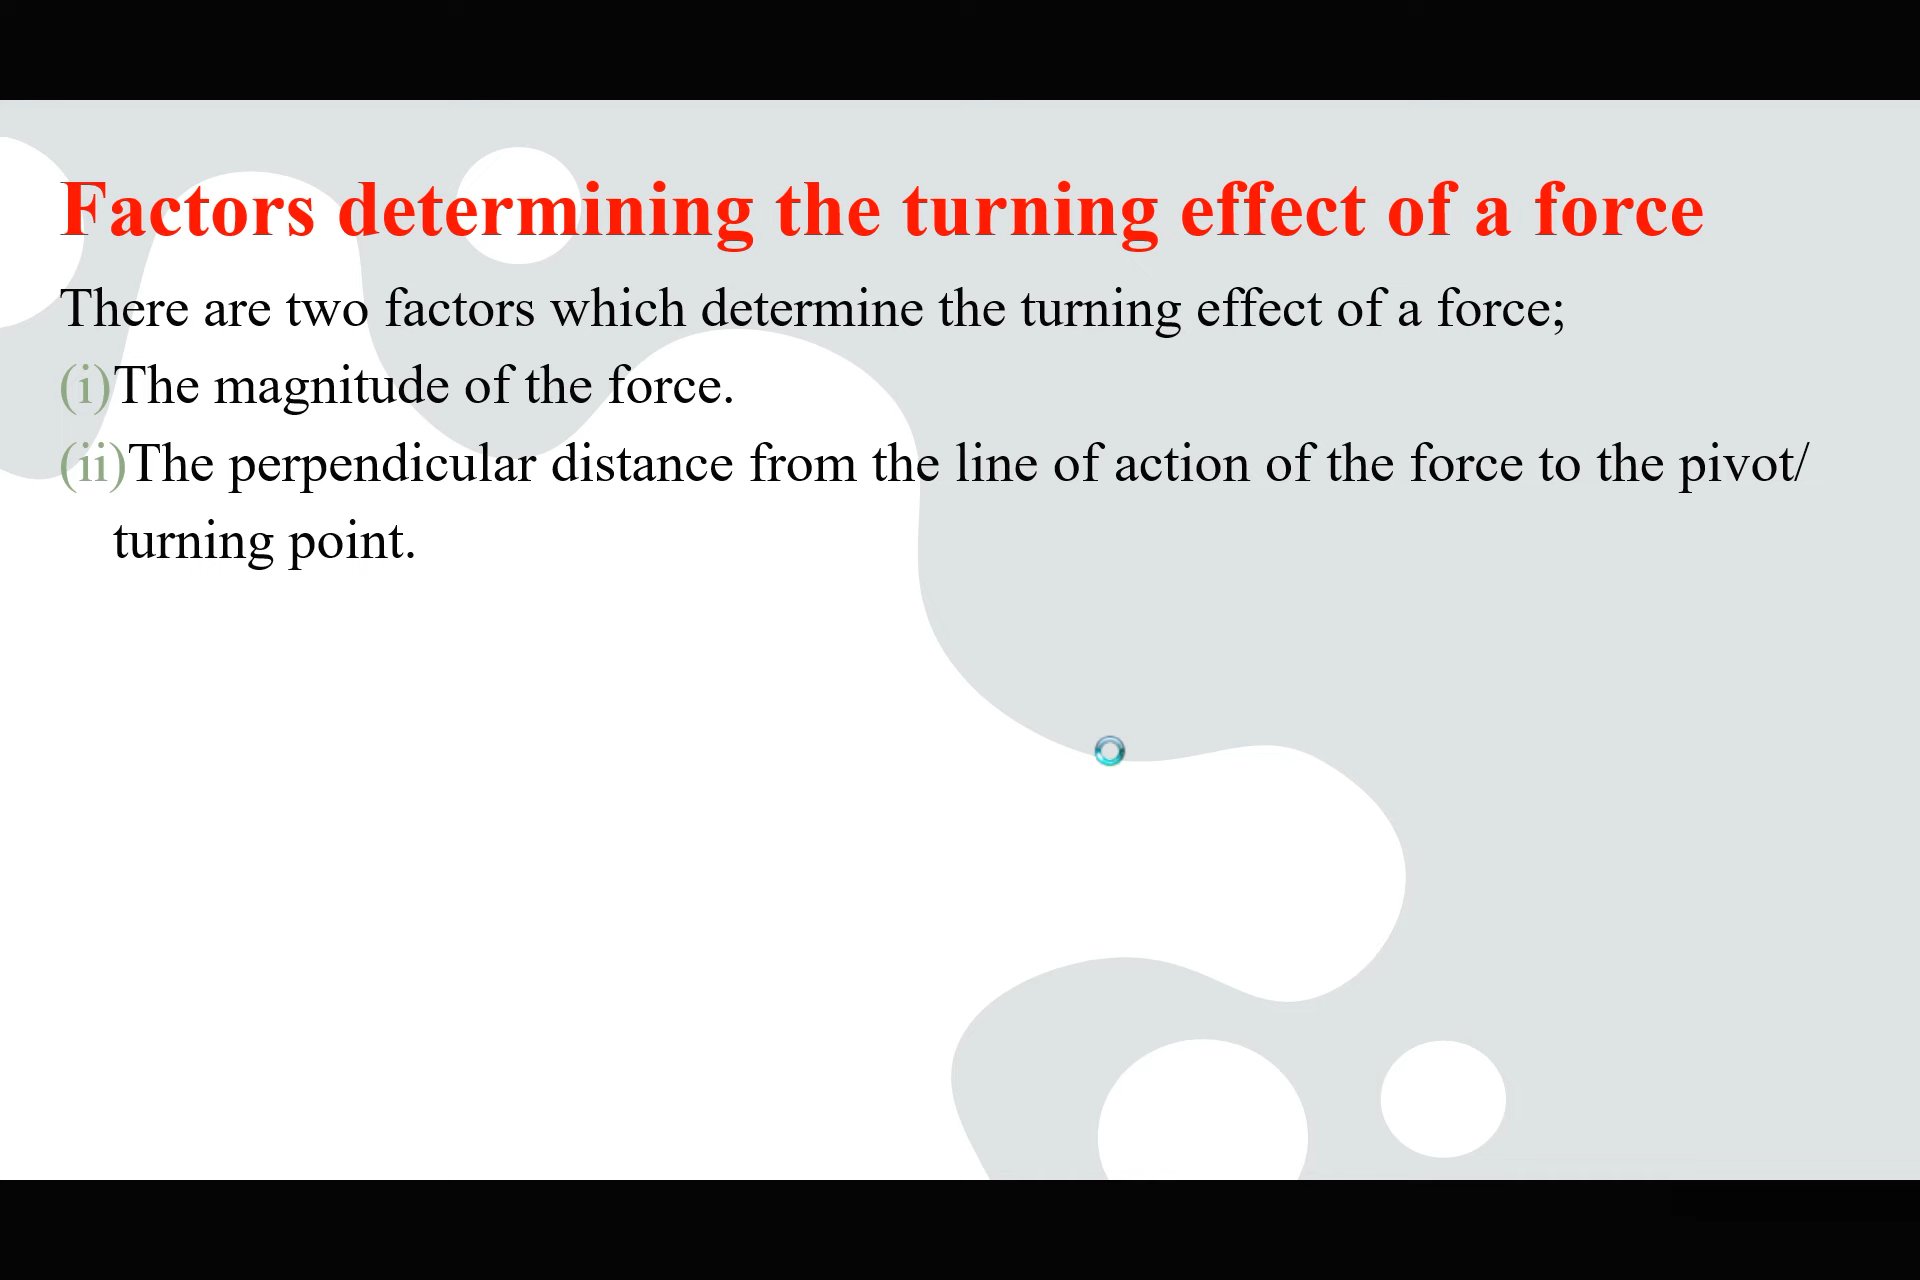 Factors determining the turning effect of a force
There are two factors which determine the turning effect of a force;
(i)The magnitude of the force.
(ii)The perpendicular distance from the line of action of the force to the pivot/
turning point.